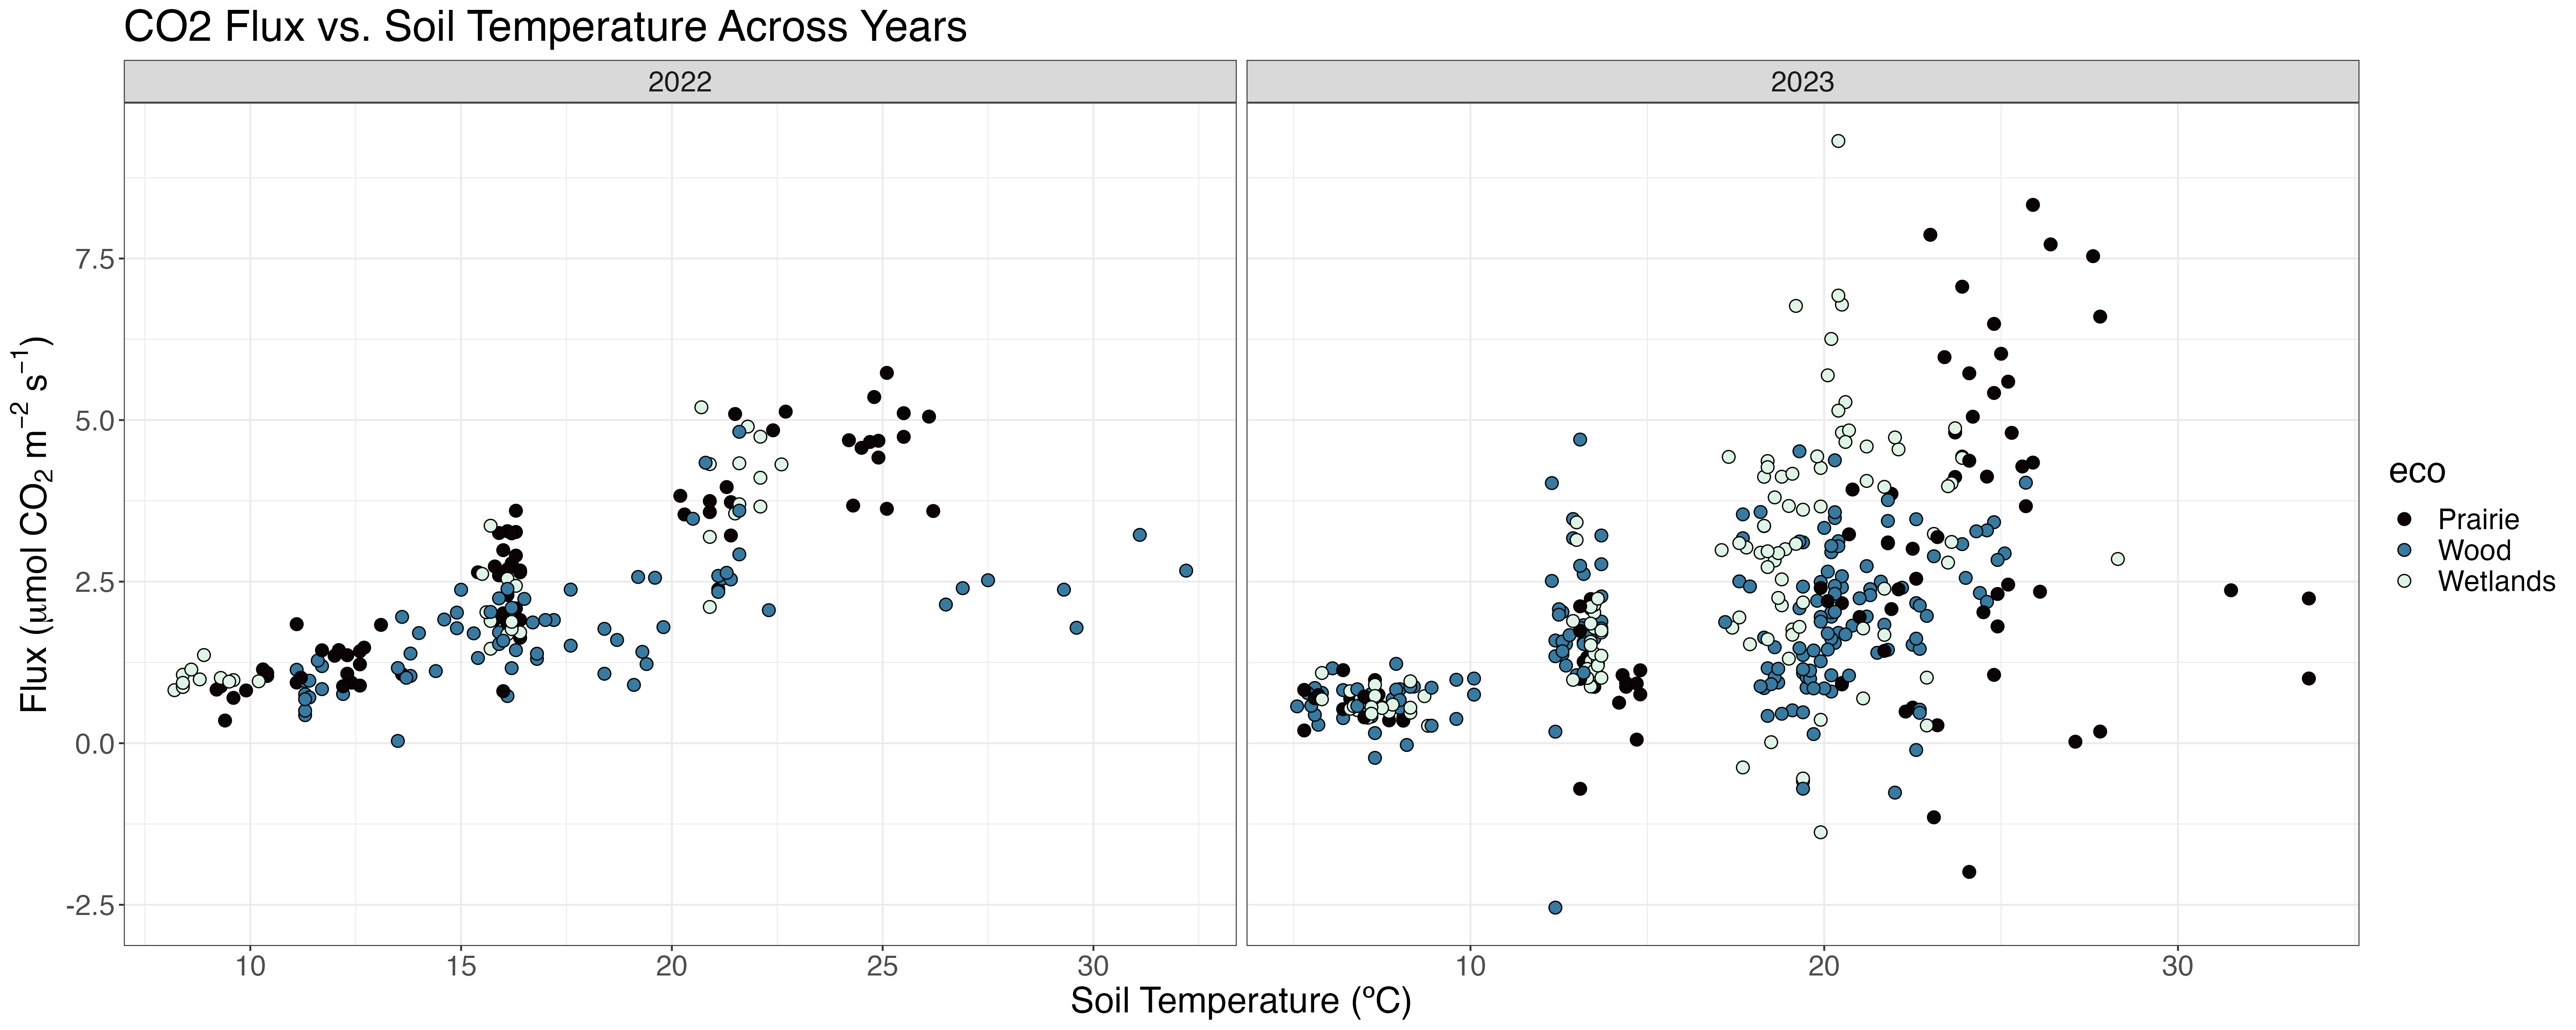 CO2 Flux vs. Soil Temperature Across Years
2022
2023
7.5
5.0
2.5
0.0
-2.5
Flux (μmol CO₂ m⁻² s⁻¹)
10 15 20 25 30
10 20 30
Soil Temperature (ºC)
eco
Prairie
Wood
Wetlands